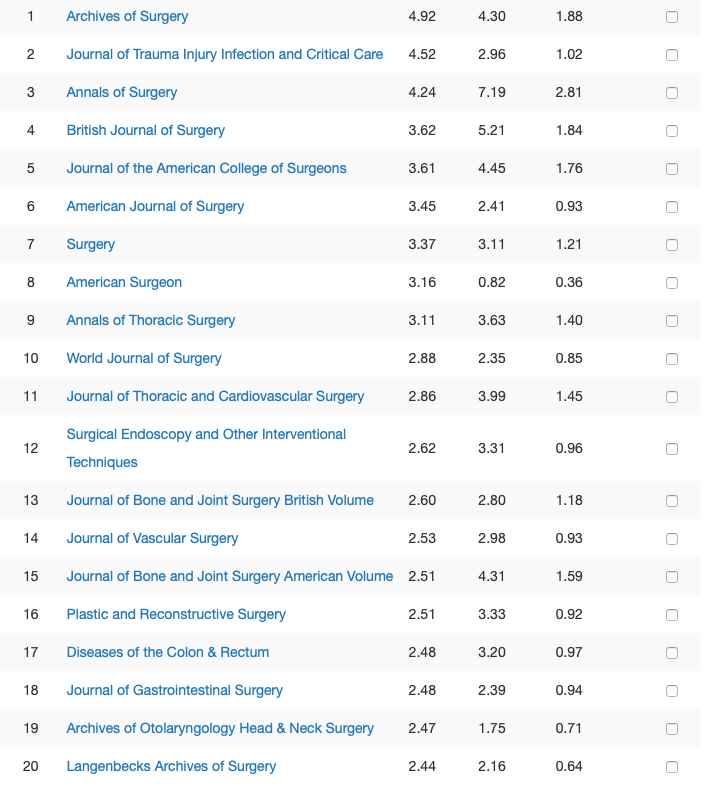 1 Archives of Surgery 4.92 4.30 1.88
2 Journal of Trauma Injury Infection and Critical Care 4.52 2.96 1.02
3 Annals of Surgery 4.24 7.19 2.81
4 British Journal of Surgery 3.62 5.21 1.84
5 Journal of the American College of Surgeons 3.61 4.45 1.76
6 American Journal of Surgery 3.45 2.41 0.93
7 Surgery 3.37 3.11 1.21
8 American Surgeon 3.16 0.82 0.36
9 Annals of Thoracic Surgery 3.11 3.63 1.40
10 World Journal of Surgery 2.88 2.35 0.85
11 Journal of Thoracic and Cardiovascular Surgery 2.86 3.99 1.45
12 Surgical Endoscopy and Other Interventional
Techniques 2.62 3.31 0.96
13 Journal of Bone and Joint Surgery British Volume 2.60 2.80 1.18
14 Journal of Vascular Surgery 2.53 2.98 0.93
15 Journal of Bone and Joint Surgery American Volume 2.51 4.31 1.59
16 Plastic and Reconstructive Surgery 2.51 3.33 0.92
17 Diseases of the Colon & Rectum 2.48 3.20 0.97
18 Journal of Gastrointestinal Surgery 2.48 2.39 0.94
19 Archives of Otolaryngology Head & Neck Surgery 2.47 1.75 0.71
20 Langenbecks Archives of Surgery 2.44 2.16 0.64